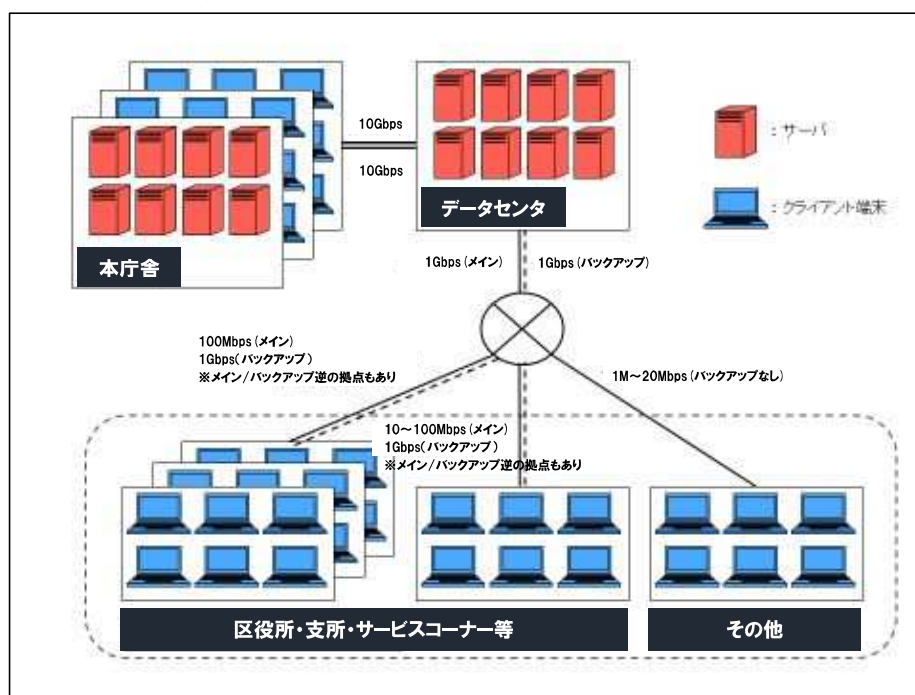 10Gbps
10Gbps
データセンタ
本庁舎
：サーバ
：クライアント端末
1Gbps(メイン)
1Gbps(バックアップ)
100Mbps(メイン)
1Gbps(バックアップ)
※メイン/バックアップ逆の拠点もあり
1M～20Mbps(バックアップなし)
10～100Mbps(メイン)
1Gbps(バックアップ)
※メイン/バックアップ逆の拠点もあり
区役所・支所・サービスコーナー等
その他